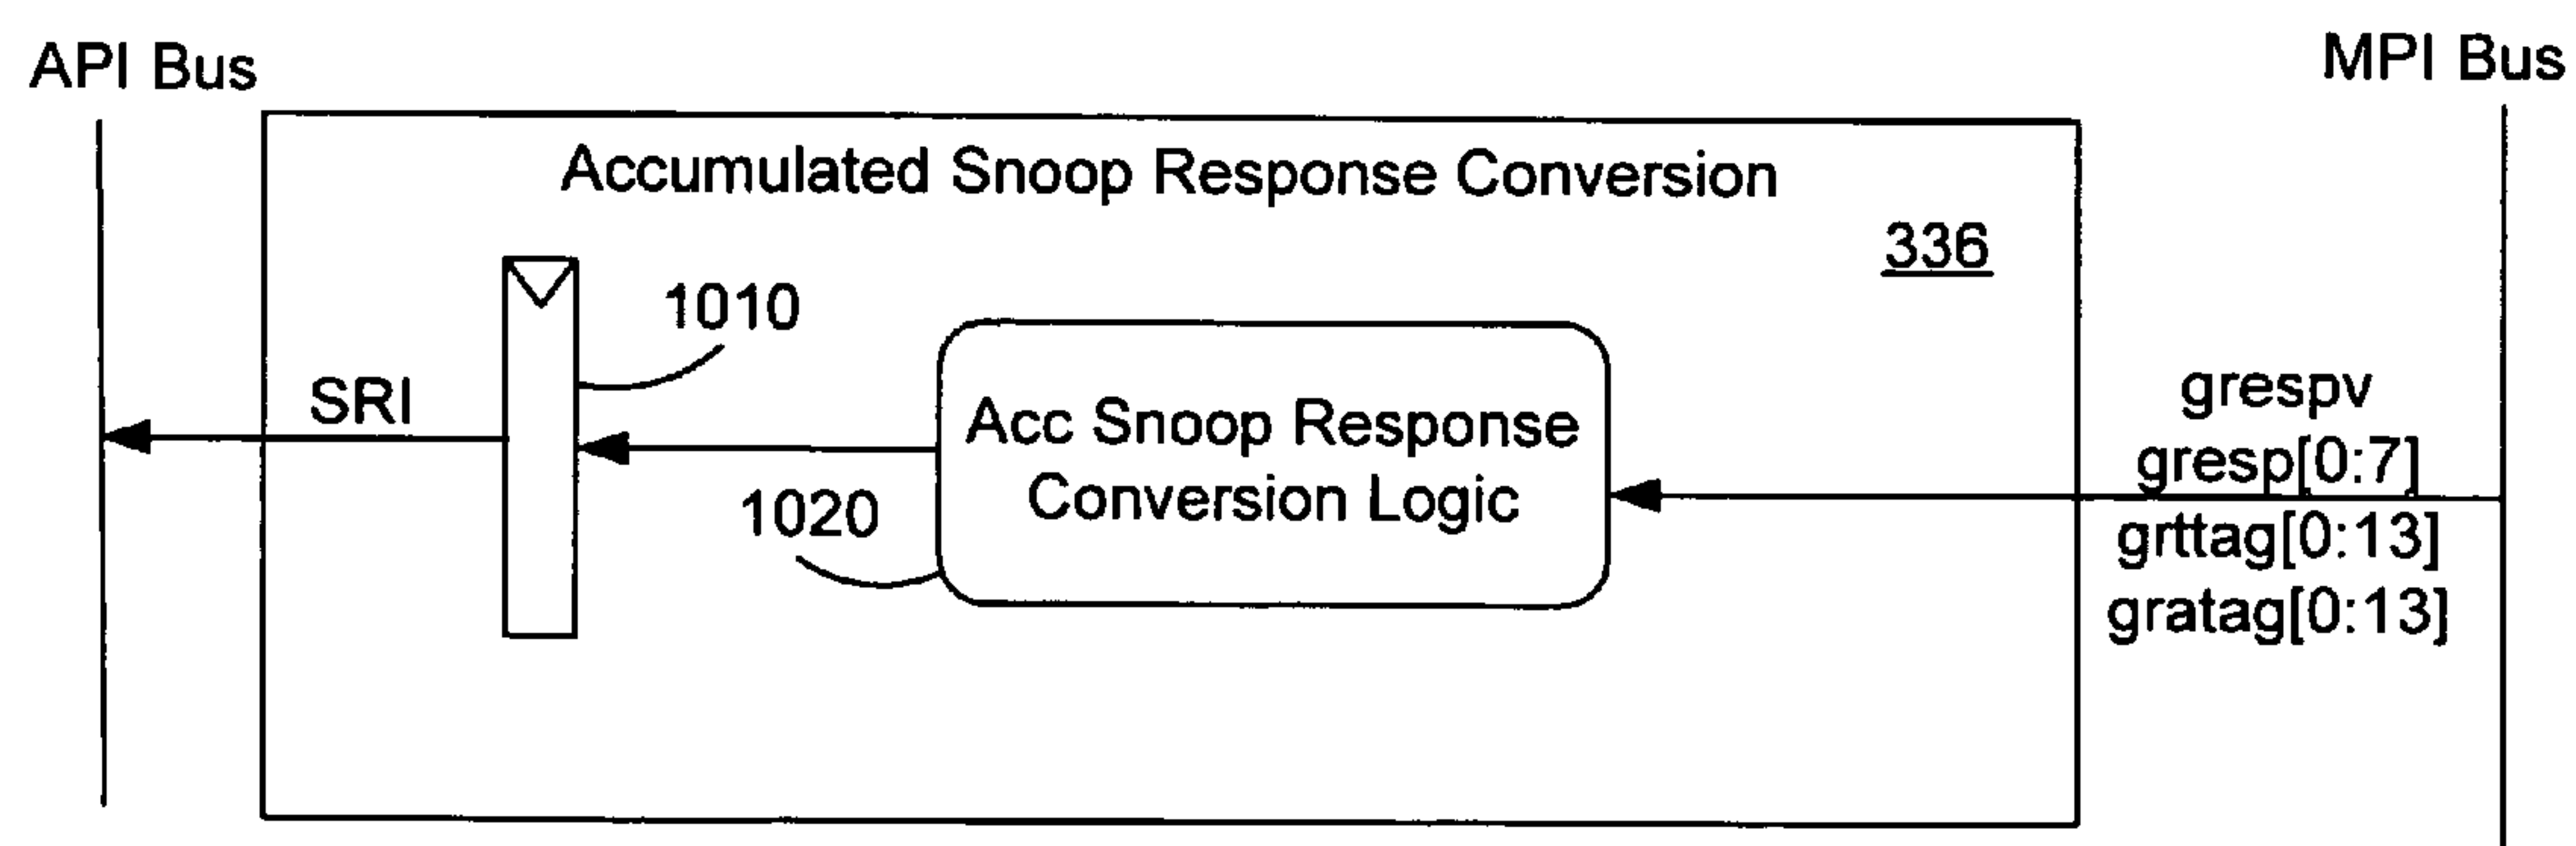 API Bus
MPI Bus
Accumulated Snoop Response Conversion
336
1010
SRI
Acc Snoop Response
Conversion Logic
1020
grespv
gresp[0:7]
grttag[0:13]
gratag[0:13]